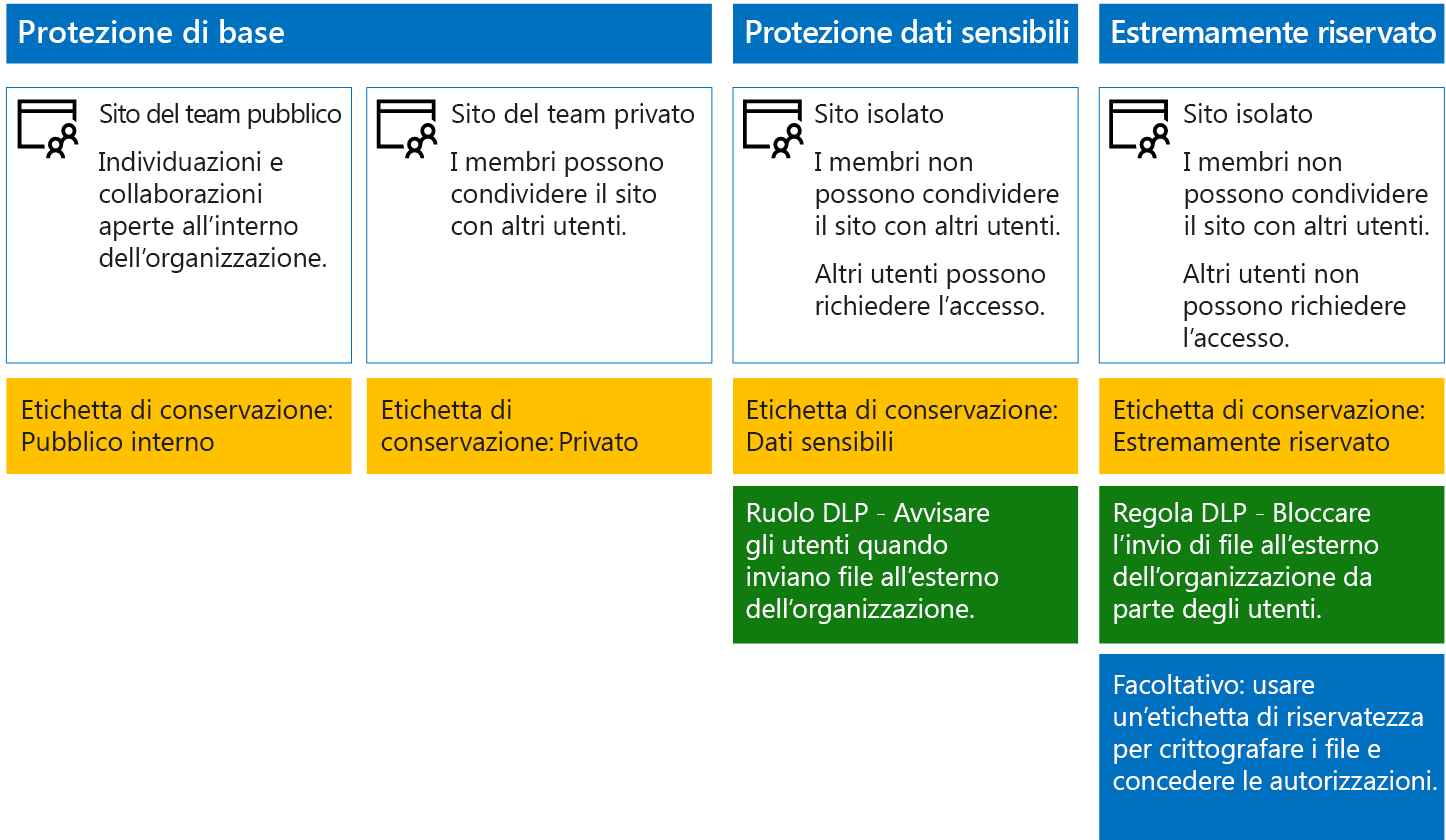 Protezione di base
Protezione dati sensibili
Estremamente riservato
Sito del team pubblico
Individuazioni e
collaborazioni
aperte all'interno
dell'organizzazione.
Sito del team privato
I membri possono
condividere il sito
con altri utenti.
Sito isolato
I membri non
possono condividere
il sito con altri utenti.
Altri utenti possono
richiedere l'accesso.
Sito isolato
I membri non
possono condividere
il sito con altri utenti.
Altri utenti non
possono richiedere
l'accesso.
Etichetta di conservazione:
Pubblico interno
Etichetta di
conservazione: Privato
Etichetta di conservazione:
Dati sensibili
Etichetta di conservazione:
Estremamente riservato
Ruolo DLP - Avvisare
gli utenti quando
inviano file all'esterno
dell'organizzazione.
Regola DLP - Bloccare
l'invio di file all'esterno
dell'organizzazione da
parte degli utenti.
Facoltativo: usare
un'etichetta di riservatezza
per crittografare i file e
concedere le autorizzazioni.